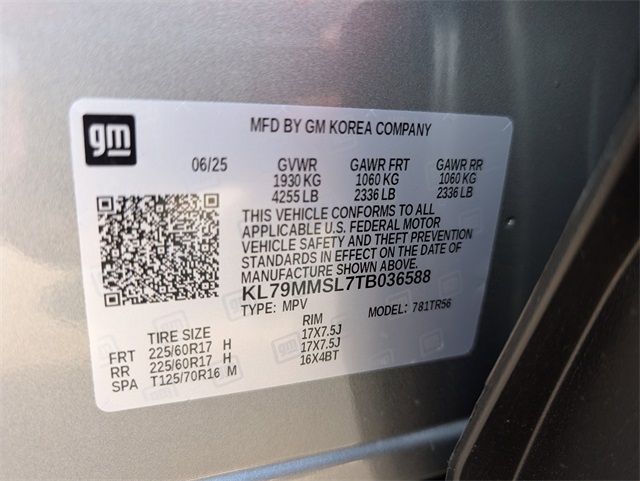 gm
MFD BY GM KOREA COMPANY
06/25 GVWR GAWR FRT GAWR RR
1930 KG 1060 KG 1060 KG
4255 LB 2336 LB 2336 LB
THIS VEHICLE CONFORMS TO ALL
APPLICABLE U.S. FEDERAL MOTOR
VEHICLE SAFETY AND THEFT PREVENTION
STANDARDS IN EFFECT ON THE DATE OF
MANUFACTURE SHOWN ABOVE.
KL79MMSL7TB036588
TYPE: MPV MODEL: 781TR56
TIRE SIZE RIM
FRT 225/60R17 H 17X7.5J
RR 225/60R17 H 17X7.5J
SPA T125/70R16 M 16X4BT